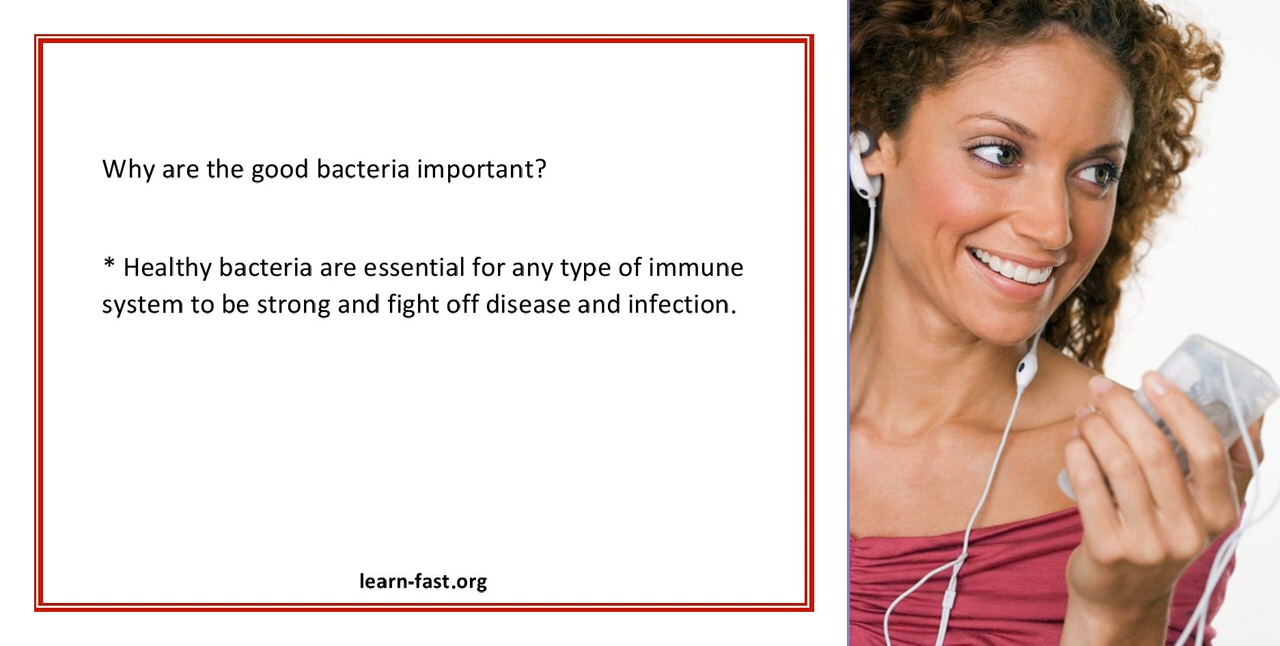 Why are the good bacteria important?
* Healthy bacteria are essential for any type of immune
system to be strong and fight off disease and infection.
learn-fast.org